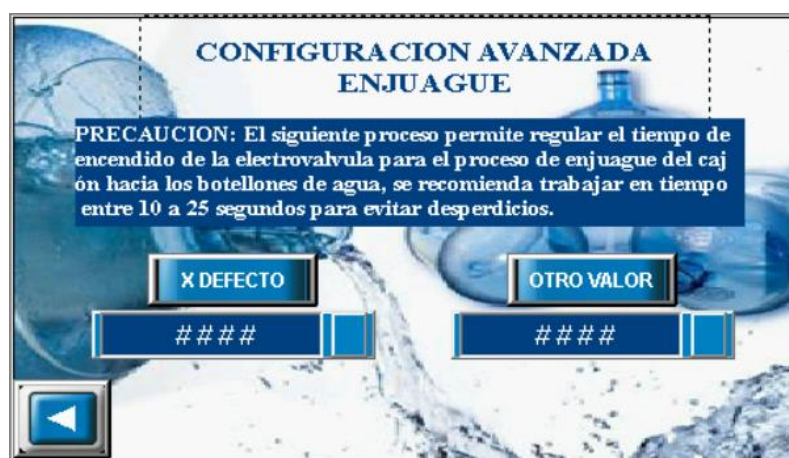 CONFIGURACION AVANZADA
ENJUAGUE
PRECAUCION: El siguiente proceso permite regular el tiempo de
encendido de la electrovalvula para el proceso de enjuague del caj
ón hacia los botellones de agua, se recomienda trabajar en tiempo
entre 10 a 25 segundos para evitar desperdicios.
X DEFECTO
OTRO VALOR
####
####